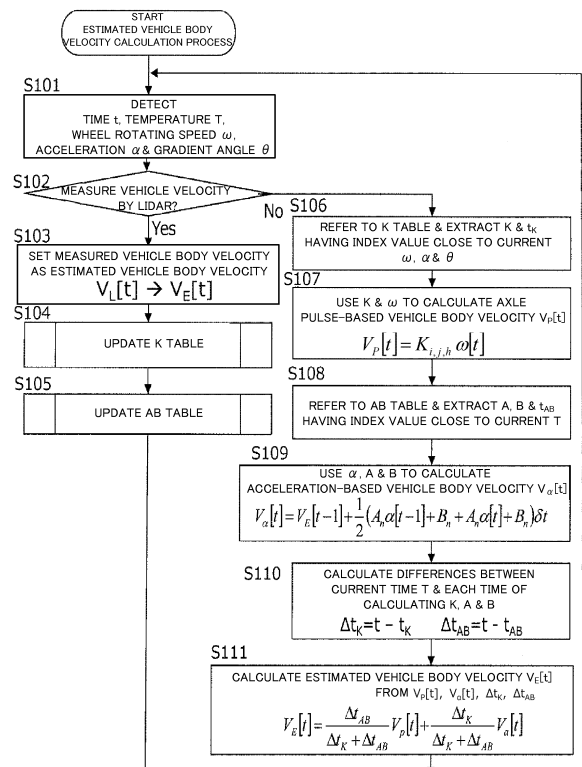 START
ESTIMATED VEHICLE BODY
VELOCITY CALCULATION PROCESS
S101
DETECT
TIME t, TEMPERATURE T,
WHEEL ROTATING SPEED ω,
ACCELERATION α & GRADIENT ANGLE θ
S102
MEASURE VEHICLE VELOCITY
BY LIDAR?
No
Yes
S103
SET MEASURED VEHICLE BODY VELOCITY
AS ESTIMATED VEHICLE BODY VELOCITY
V_L[t] → V_E[t]
S104
UPDATE K TABLE
S105
UPDATE AB TABLE
S106
REFER TO K TABLE & EXTRACT K & t_K
HAVING INDEX VALUE CLOSE TO CURRENT
ω, α & θ
S107
USE K & ω TO CALCULATE AXLE
PULSE-BASED VEHICLE BODY VELOCITY V_P[t]
V_P[t] = K_{i,j,h} ω[t]
S108
REFER TO AB TABLE & EXTRACT A, B & t_AB
HAVING INDEX VALUE CLOSE TO CURRENT T
S109
USE α, A & B TO CALCULATE
ACCELERATION-BASED VEHICLE BODY VELOCITY V_α[t]
V_α[t] = V_E[t-1] + 1/2 (A_n α[t-1] + B_n + A_n α[t] + B_n) δt
S110
CALCULATE DIFFERENCES BETWEEN
CURRENT TIME T & EACH TIME OF
CALCULATING K, A & B
Δt_K=t - t_K Δt_AB=t - t_AB
S111
CALCULATE ESTIMATED VEHICLE BODY VELOCITY V_E[t]
FROM V_P[t], V_α[t], Δt_K, Δt_AB
V_E[t] = Δt_AB/(Δt_K + Δt_AB) V_p[t] + Δt_K/(Δt_K + Δt_AB) V_a[t]